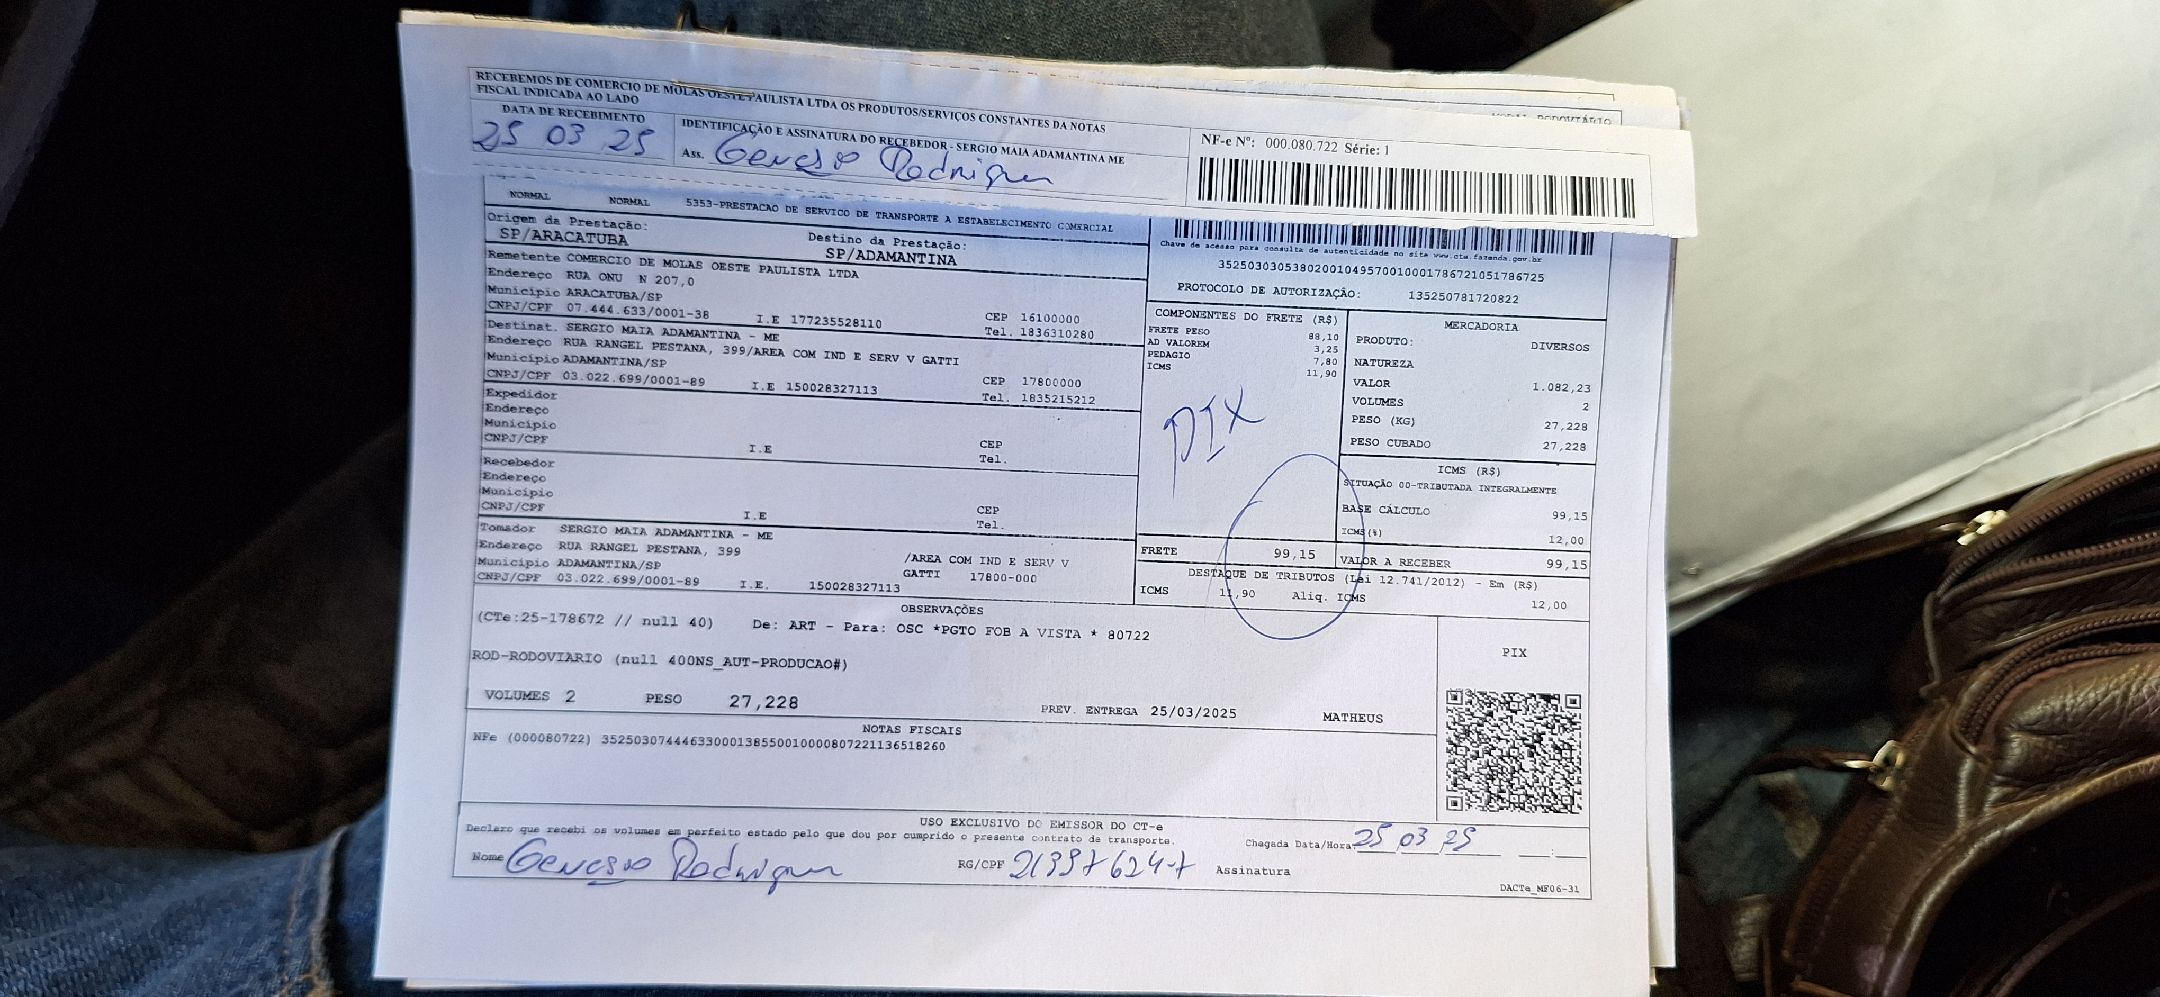 RECEBEMOS DE COMERCIO DE MOLAS OESTE PAULISTA LTDA OS PRODUTOS/SERVIÇOS CONSTANTES DA NOTAS
FISCAL INDICADA AO LADO
DATA DE RECEBIMENTO
25 03 25
IDENTIFICAÇÃO E ASSINATURA DO RECEBEDOR - SERGIO MAIA ADAMANTINA ME
Ass. Genesio Rodrigues
NF-e Nº: 000.080.722 Série: 1
MODAL RODOVIÁRIO
NORMAL NORMAL 5353-PRESTACAO DE SERVICO DE TRANSPORTE A ESTABELECIMENTO COMERCIAL
Origem da Prestação:
SP/ARACATUBA
Destino da Prestação:
SP/ADAMANTINA
Remetente COMERCIO DE MOLAS OESTE PAULISTA LTDA
Endereço RUA ONU N 207,0
Municipio ARACATUBA/SP CEP 16100000
CNPJ/CPF 07.444.633/0001-38 I.E 177235528110 Tel. 1836310280
Destinat. SERGIO MAIA ADAMANTINA - ME
Endereço RUA RANGEL PESTANA, 399/AREA COM IND E SERV V GATTI
Municipio ADAMANTINA/SP CEP 17800000
CNPJ/CPF 03.022.699/0001-89 I.E 150028327113 Tel. 1835215212
Expedidor
Endereço
Municipio CEP
CNPJ/CPF I.E Tel.
Recebedor
Endereço
Municipio CEP
CNPJ/CPF I.E Tel.
Tomador SERGIO MAIA ADAMANTINA - ME
Endereço RUA RANGEL PESTANA, 399 /AREA COM IND E SERV V
Municipio ADAMANTINA/SP GATTI 17800-000
CNPJ/CPF 03.022.699/0001-89 I.E. 150028327113
Chave de acesso para consulta de autenticidade no site www.cte.fazenda.gov.br
35250303053802001049570010001786721051786725
PROTOCOLO DE AUTORIZAÇÃO: 135250781720822
COMPONENTES DO FRETE (R$)
FRETE PESO 88,10
AD VALOREM 3,25
PEDAGIO 7,80
ICMS 11,90
PIX
MERCADORIA
PRODUTO: DIVERSOS
NATUREZA
VALOR 1.082,23
VOLUMES 2
PESO (KG) 27,228
PESO CUBADO 27,228
ICMS (R$)
SITUAÇÃO 00-TRIBUTADA INTEGRALMENTE
BASE CÁLCULO 99,15
ICMS(%) 12,00
FRETE 99,15 VALOR A RECEBER 99,15
DESTAQUE DE TRIBUTOS (Lei 12.741/2012) - Em (R$)
ICMS 11,90 Aliq. ICMS 12,00
OBSERVAÇÕES
(CTe:25-178672 // null 40) De: ART - Para: OSC *PGTO FOB A VISTA * 80722
ROD-RODOVIARIO (null 400NS_AUT-PRODUCAO#)
VOLUMES 2 PESO 27,228 PREV. ENTREGA 25/03/2025 MATHEUS
PIX
NOTAS FISCAIS
NFe (000080722) 35250307444633000138550010000807221136518260
USO EXCLUSIVO DO EMISSOR DO CT-e
Declaro que recebi os volumes em perfeito estado pelo que dou por cumprido o presente contrato de transporte.
Chegada Data/Hora 25 03 25
Nome Genesio Rodrigues RG/CPF 21397624-7 Assinatura
DACTe_MF06-31